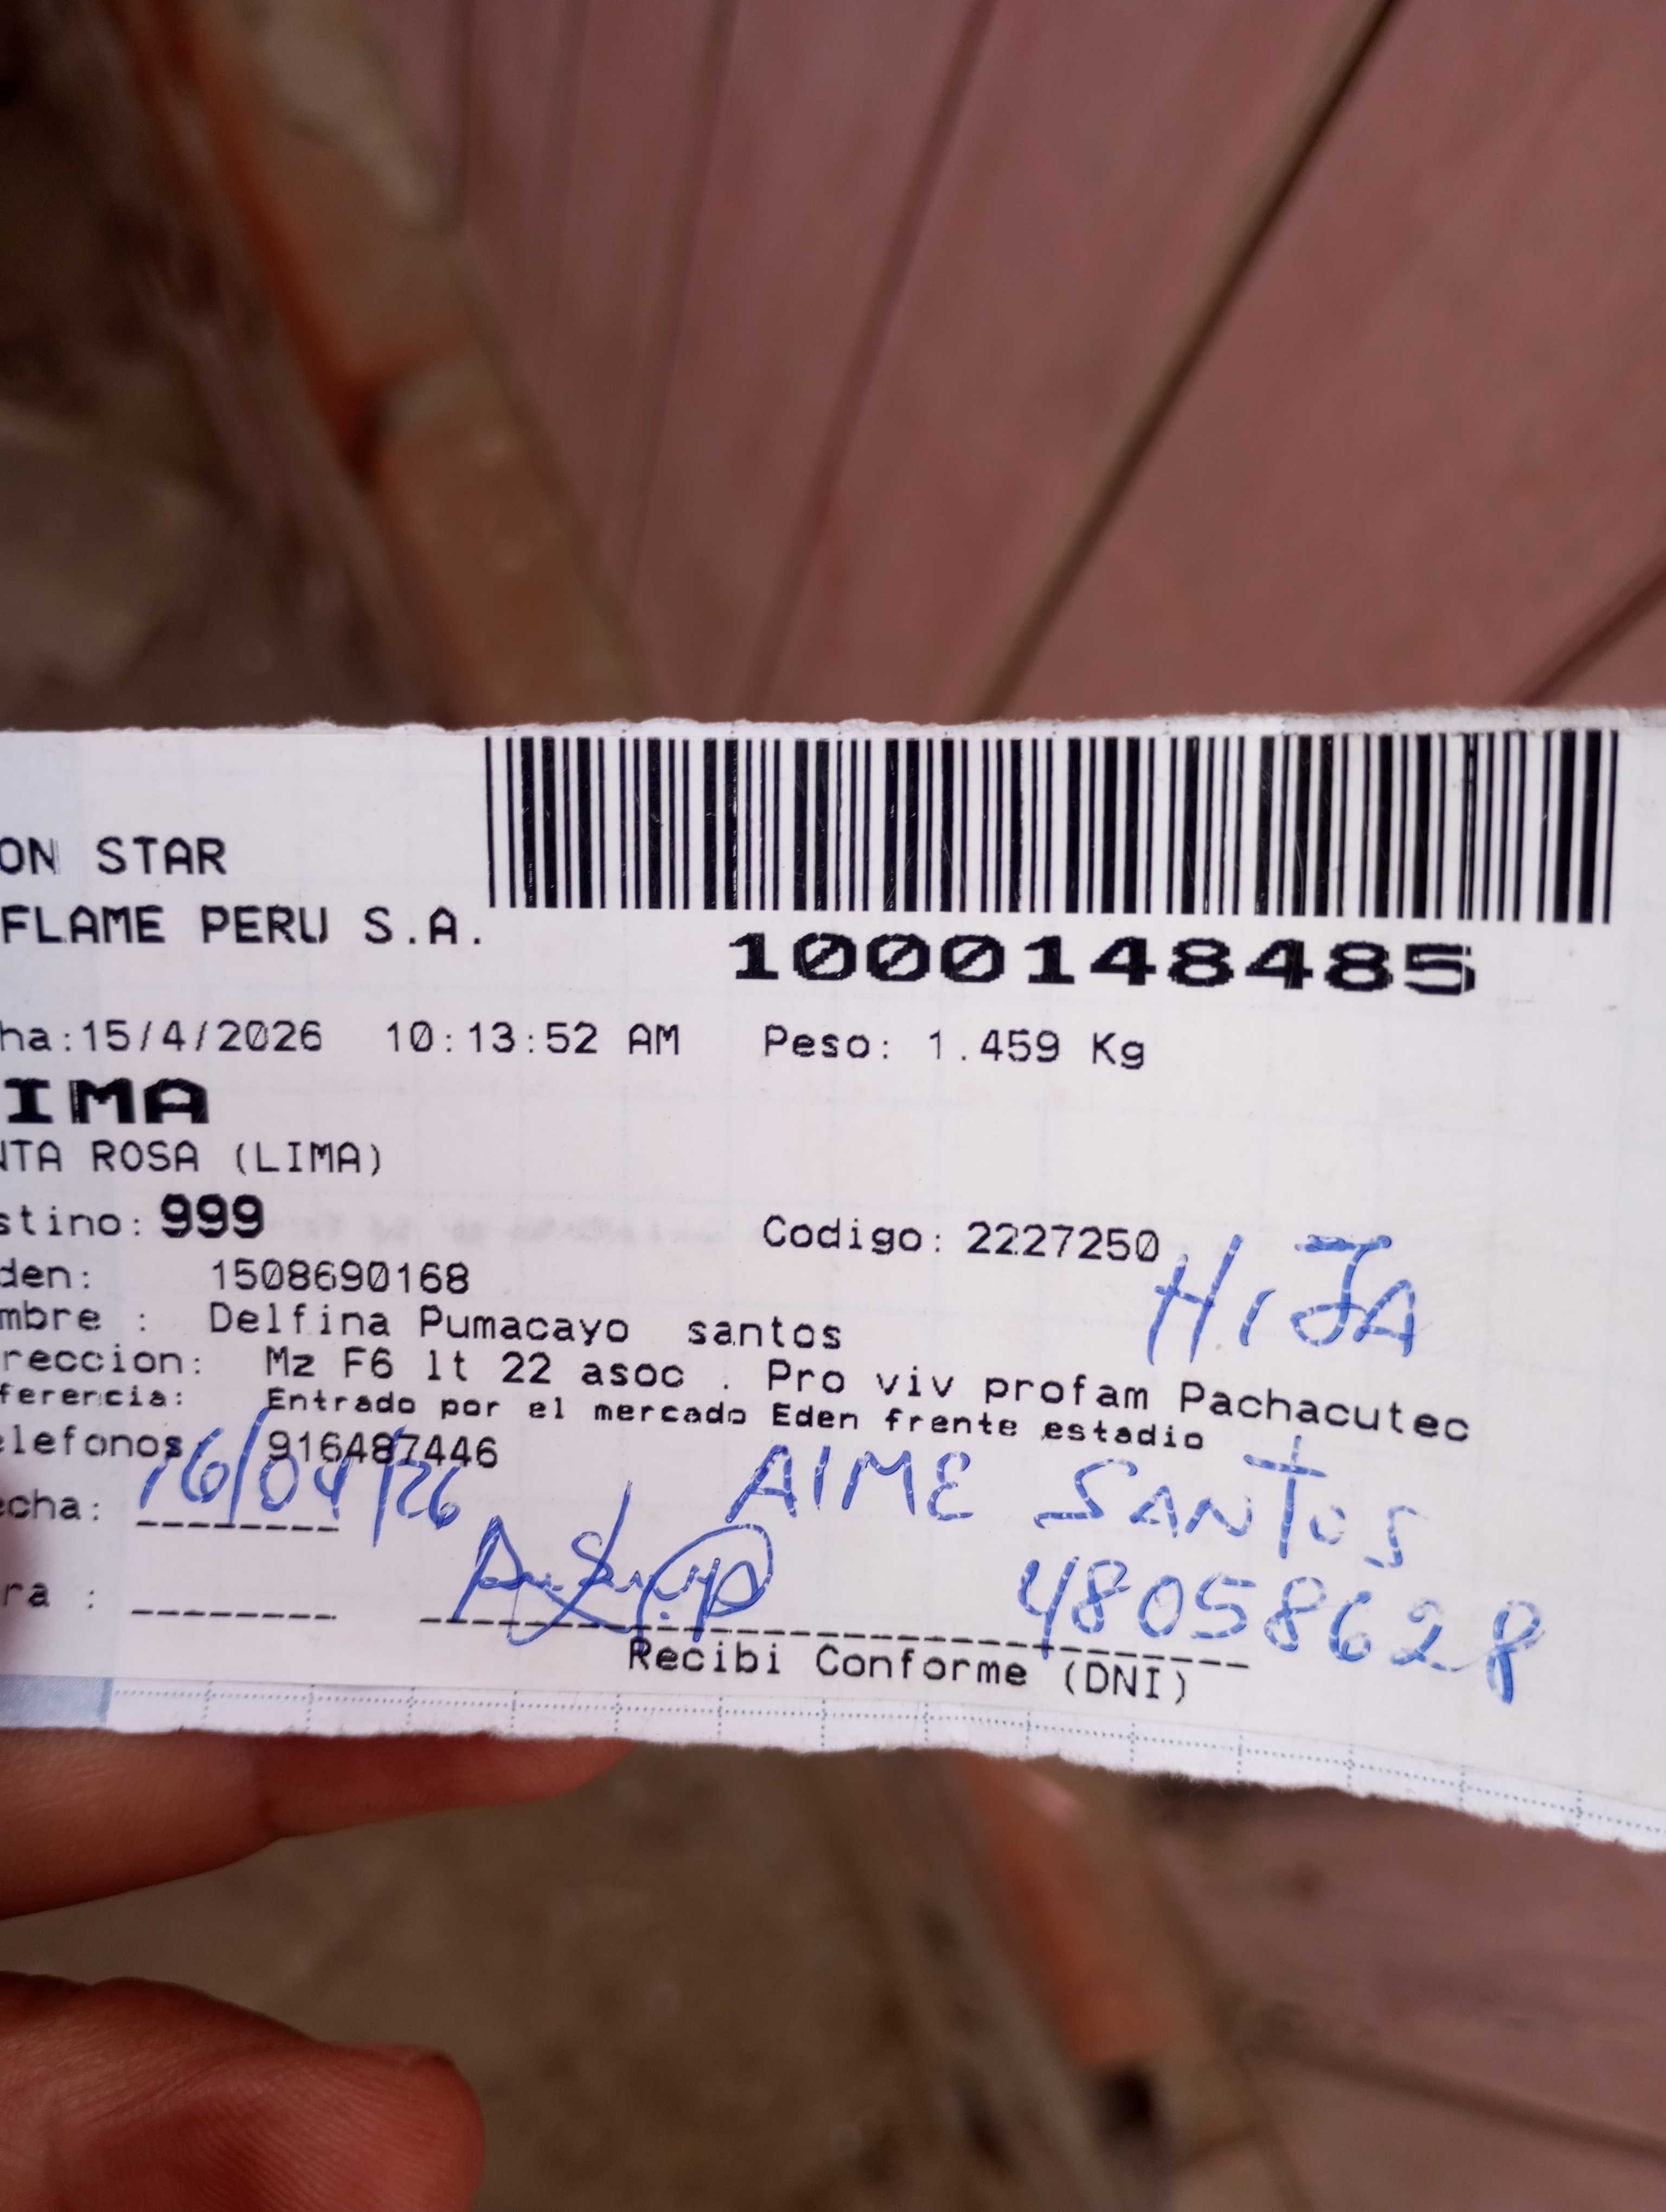 ON STAR
FLAME PERU S.A.
1000148485
ha:15/4/2026 10:13:52 AM Peso: 1.459 Kg
IMA
NTA ROSA (LIMA)
stino: 999 Codigo: 2227250
HIJA
den: 1508690168
mbre : Delfina Pumacayo santos
reccion: Mz F6 lt 22 asoc . Pro viv profam Pachacutec
ferencia: Entrado por el mercado Eden frente estadio
lefonos 916487446
echa: 16/04/26
AIME SANTOS
ra :
48058628
Recibi Conforme (DNI)